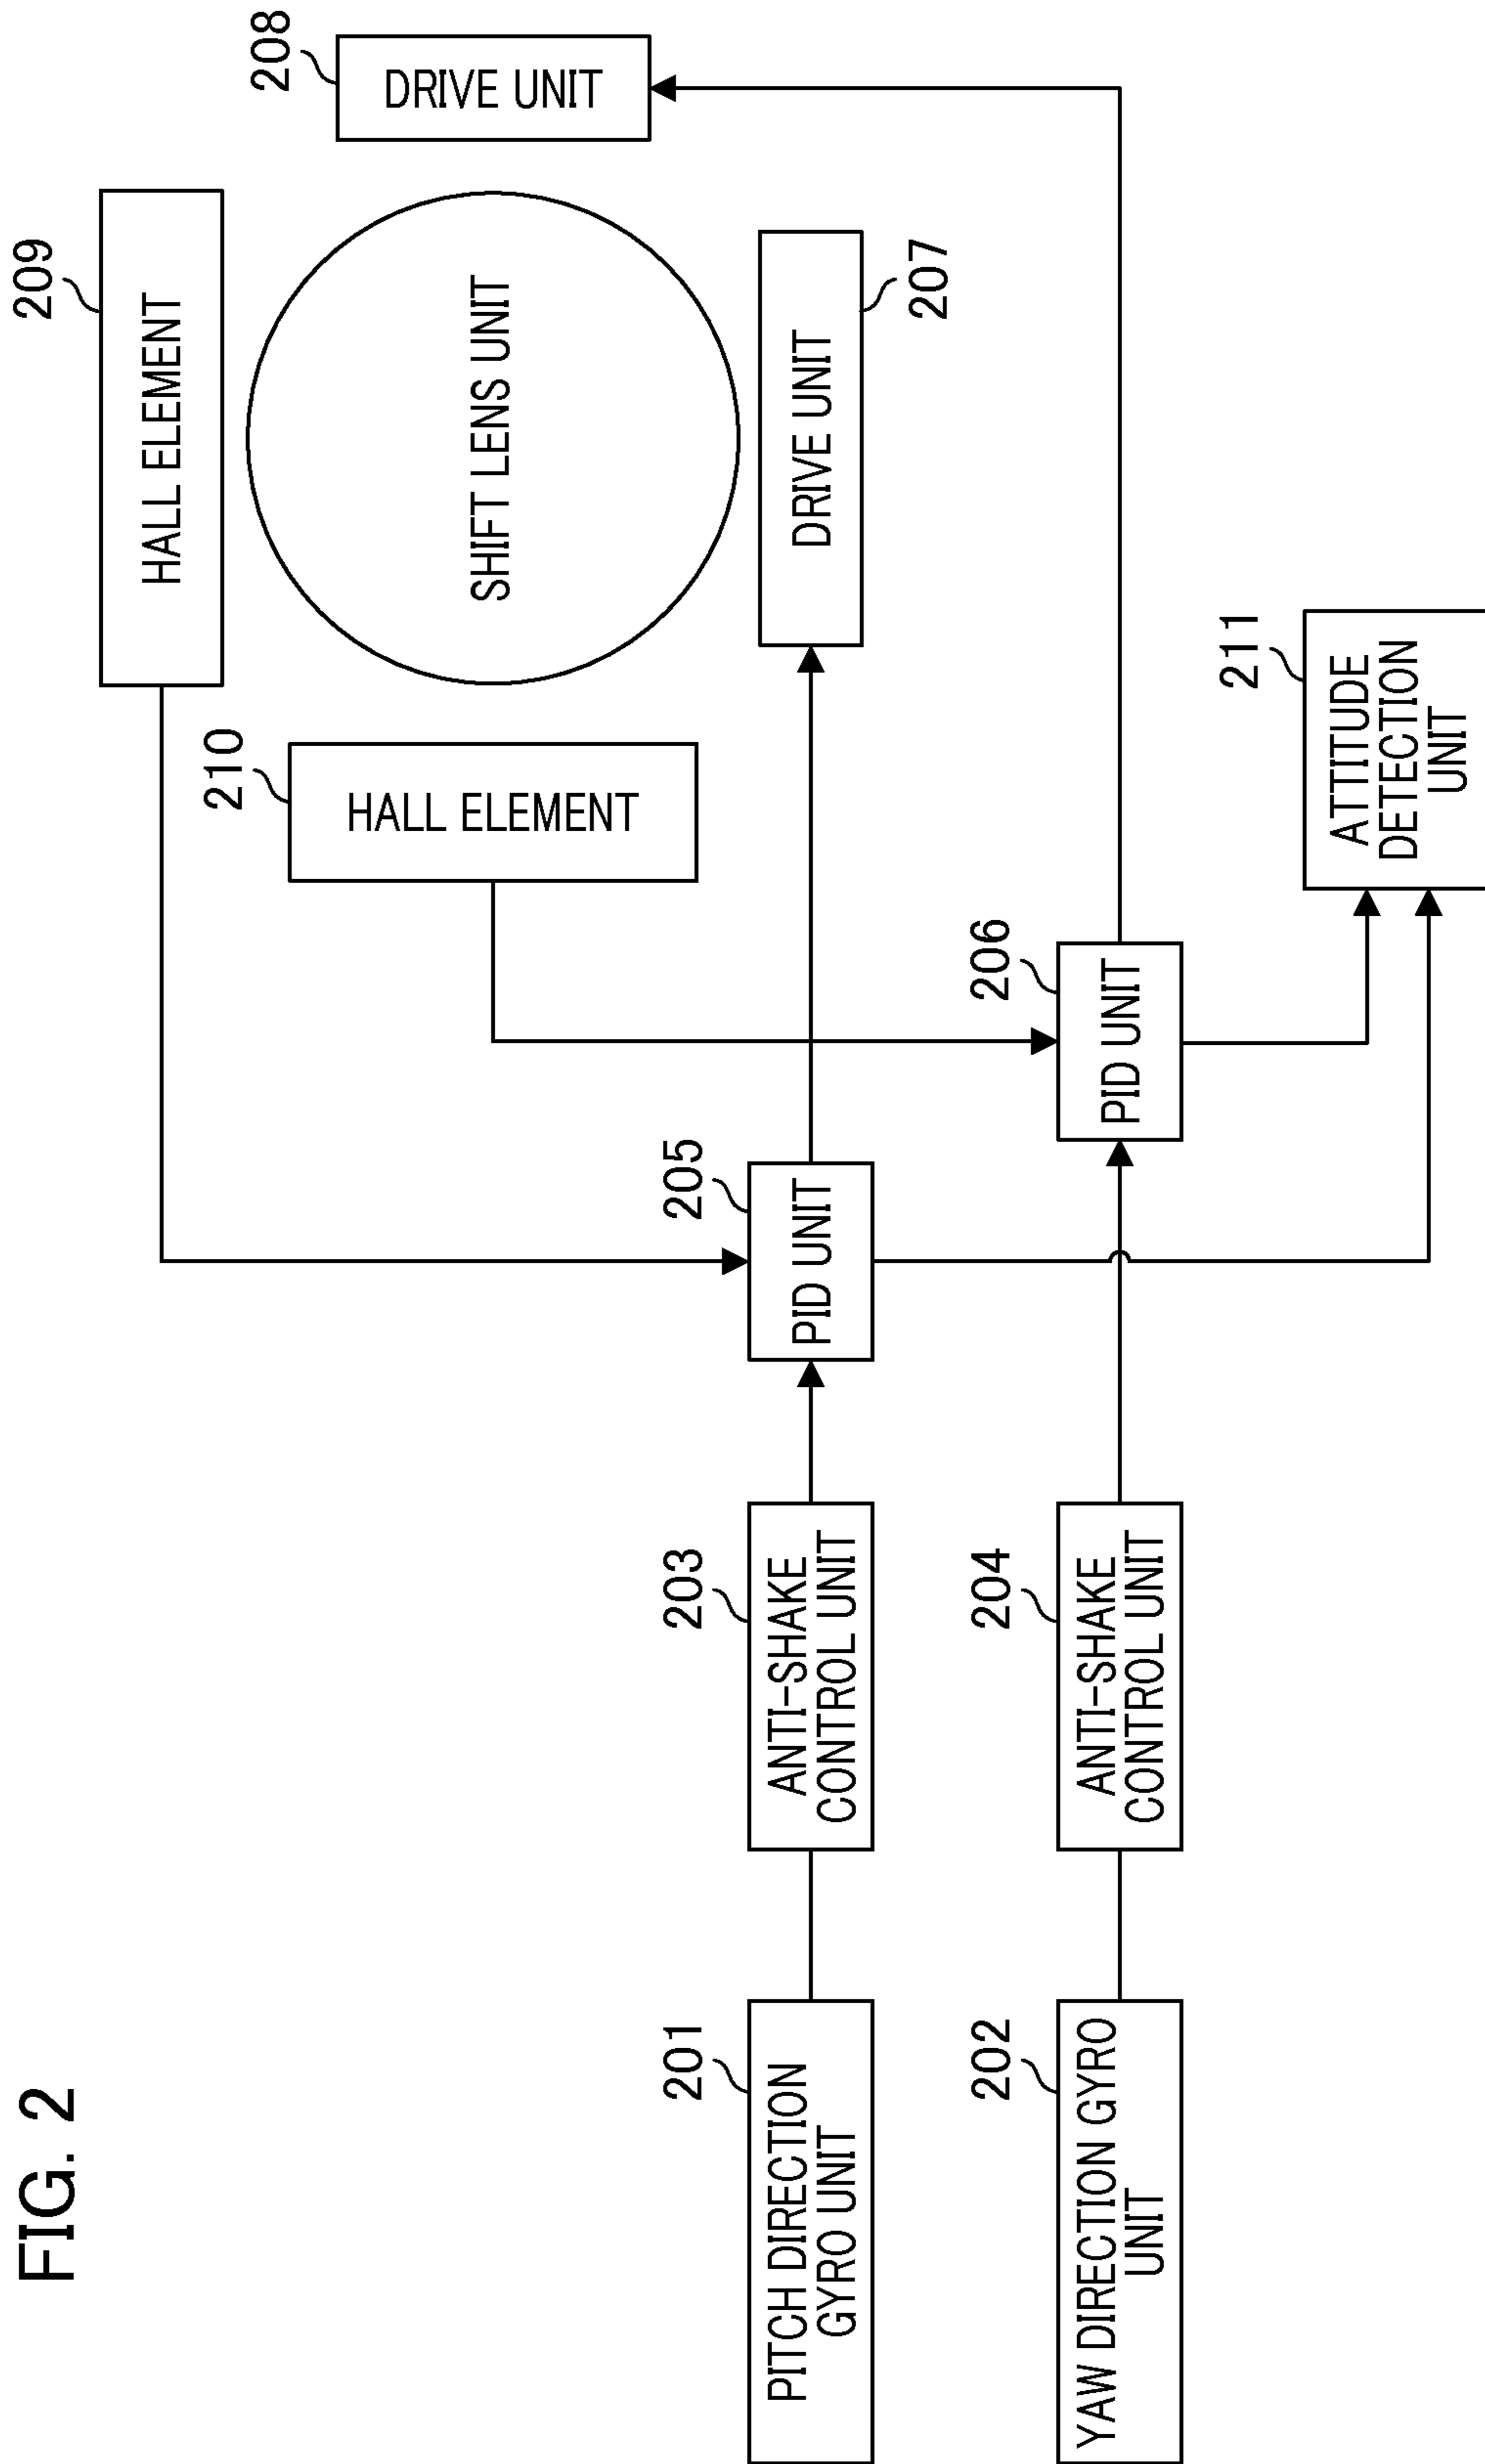 FIG. 2
209
HALL ELEMENT
208
DRIVE UNIT
210
HALL ELEMENT
SHIFT LENS UNIT
201
PITCH DIRECTION
GYRO UNIT
203
ANTI-SHAKE
CONTROL UNIT
205
PID UNIT
DRIVE UNIT
207
202
YAW DIRECTION GYRO
UNIT
204
ANTI-SHAKE
CONTROL UNIT
206
PID UNIT
211
ATTITUDE
DETECTION
UNIT